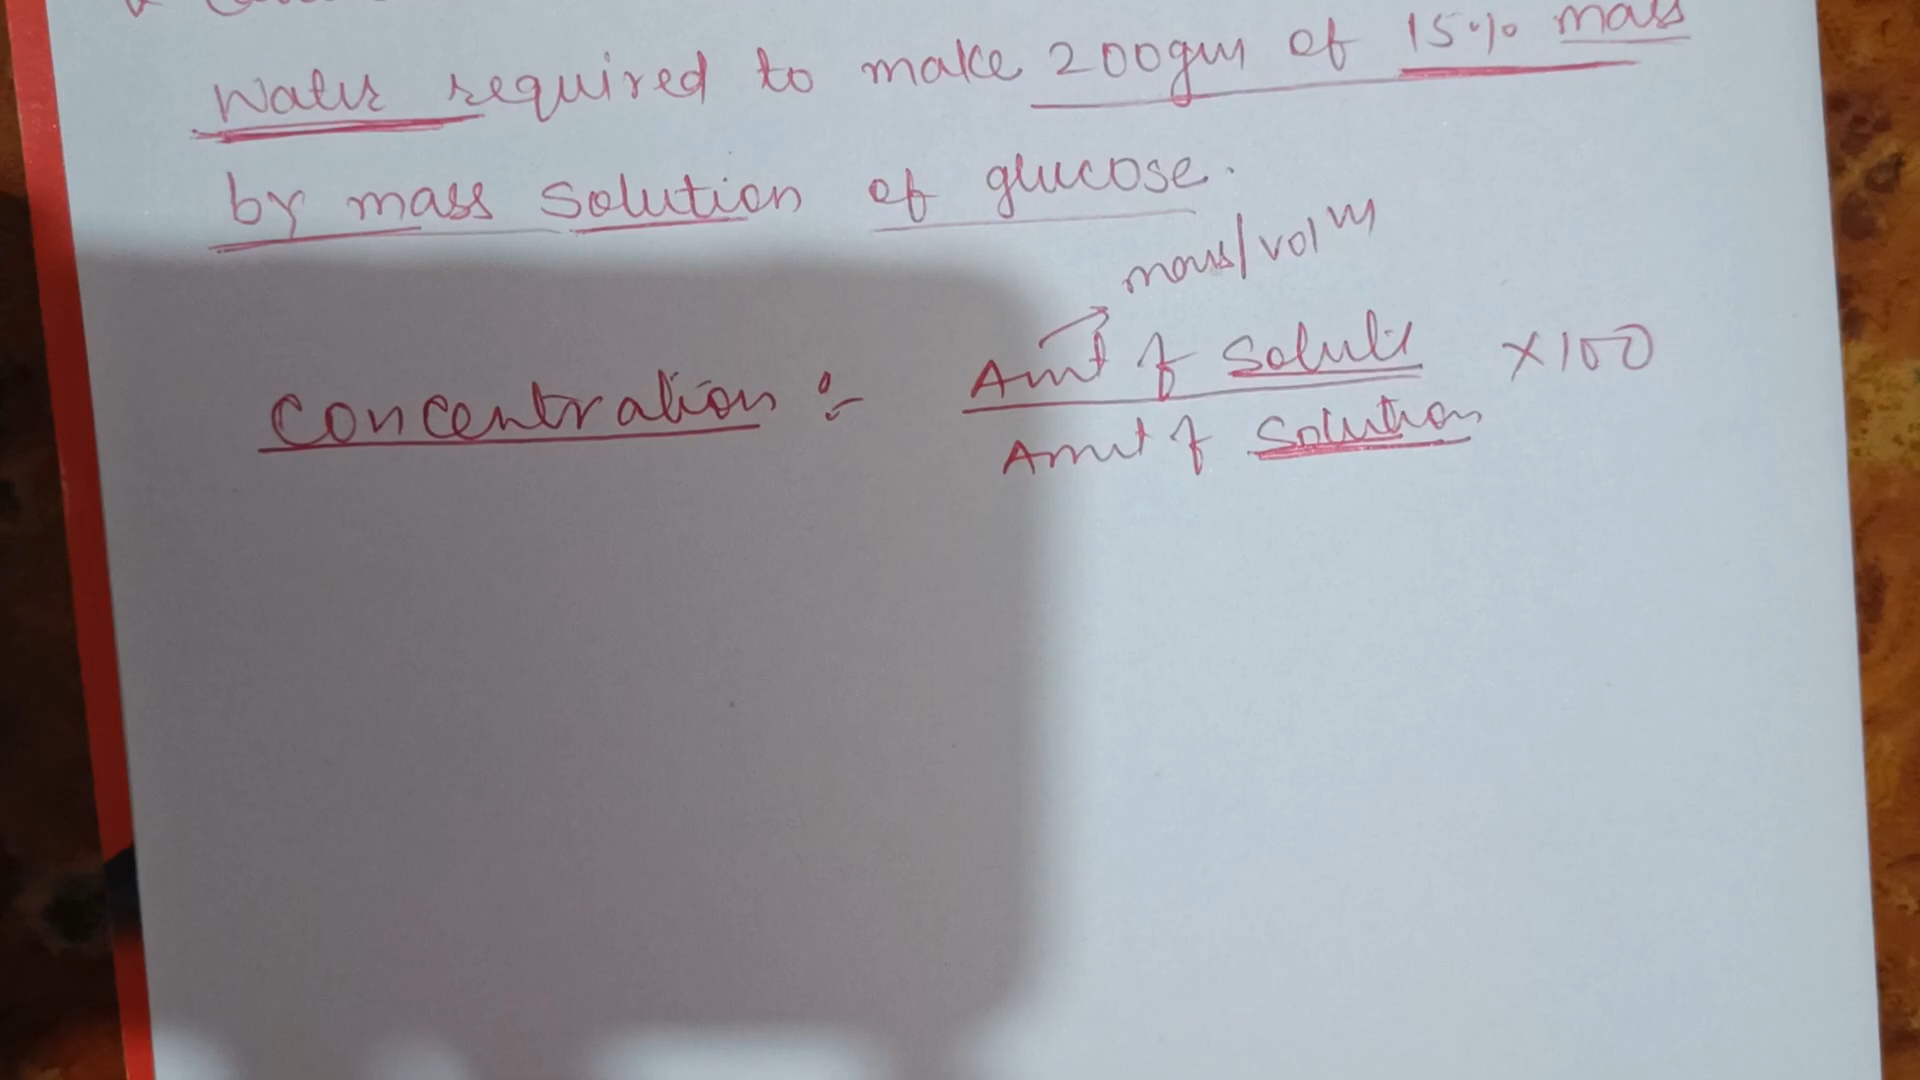 Water required to make 200gm of 15% mass
by mass solution of glucose.
mass/volm
Concentration :- Amt of Solute x100
Amt of Solution